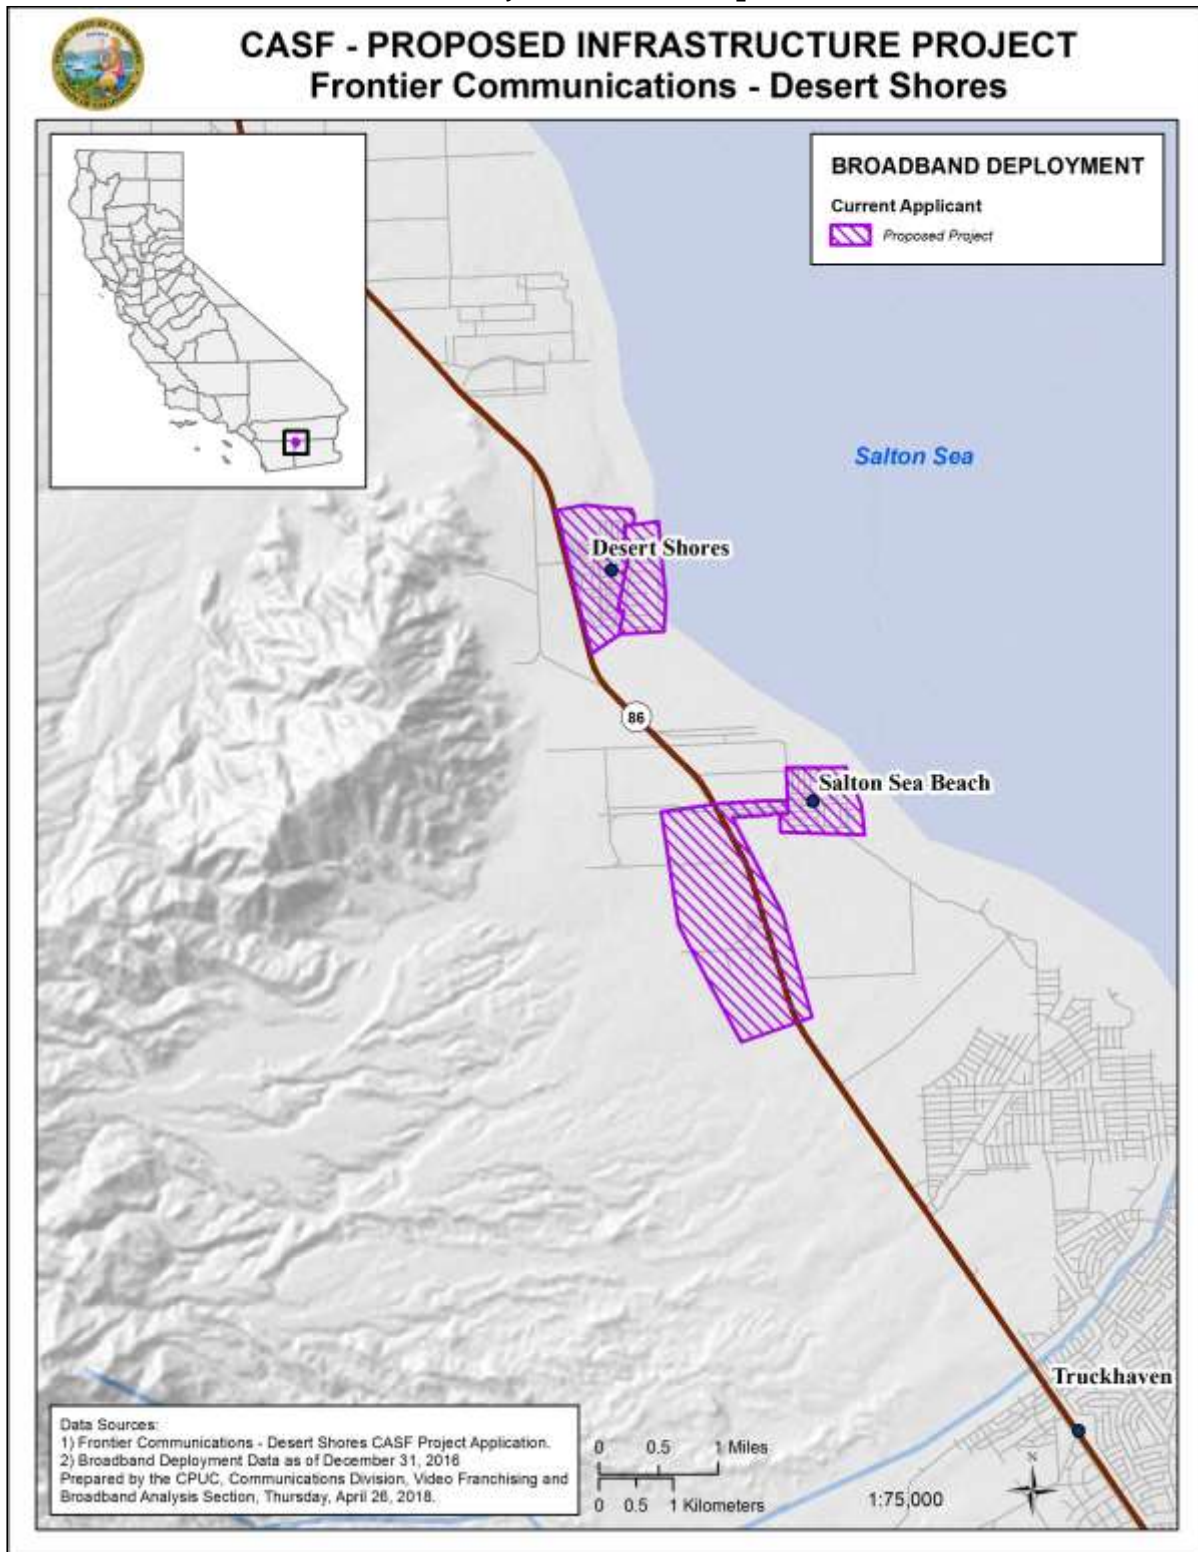 CASF - PROPOSED INFRASTRUCTURE PROJECT
Frontier Communications - Desert Shores
BROADBAND DEPLOYMENT
Current Applicant
Proposed Project
Salton Sea
Desert Shores
86
Salton Sea Beach
Truckhaven
Data Sources:
1) Frontier Communications - Desert Shores CASF Project Application.
2) Broadband Deployment Data as of December 31, 2016
Prepared by the CPUC, Communications Division, Video Franchising and
Broadband Analysis Section, Thursday, April 26, 2018.
0 0.5 1 Miles
0 0.5 1 Kilometers
1:75,000
N